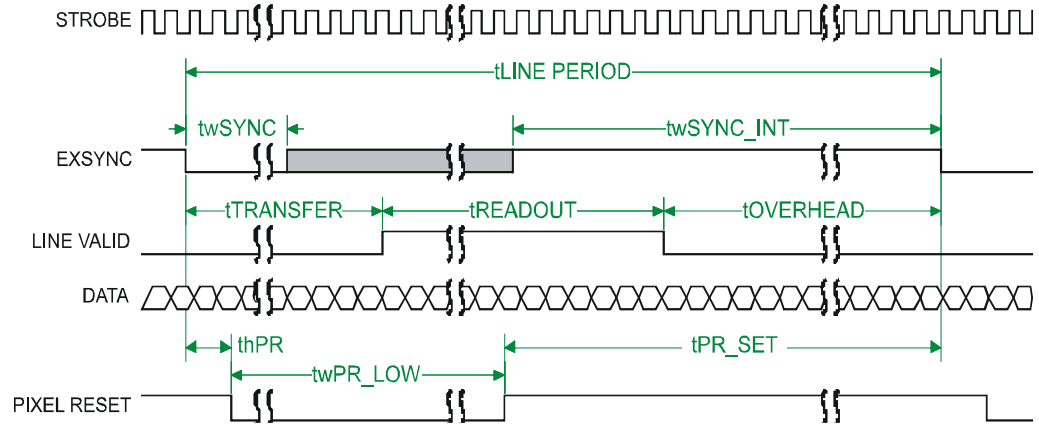 STROBE
tLINE PERIOD
twSYNC
twSYNC_INT
EXSYNC
tTRANSFER
tREADOUT
tOVERHEAD
LINE VALID
DATA
thPR
tPR_SET
twPR_LOW
PIXEL RESET